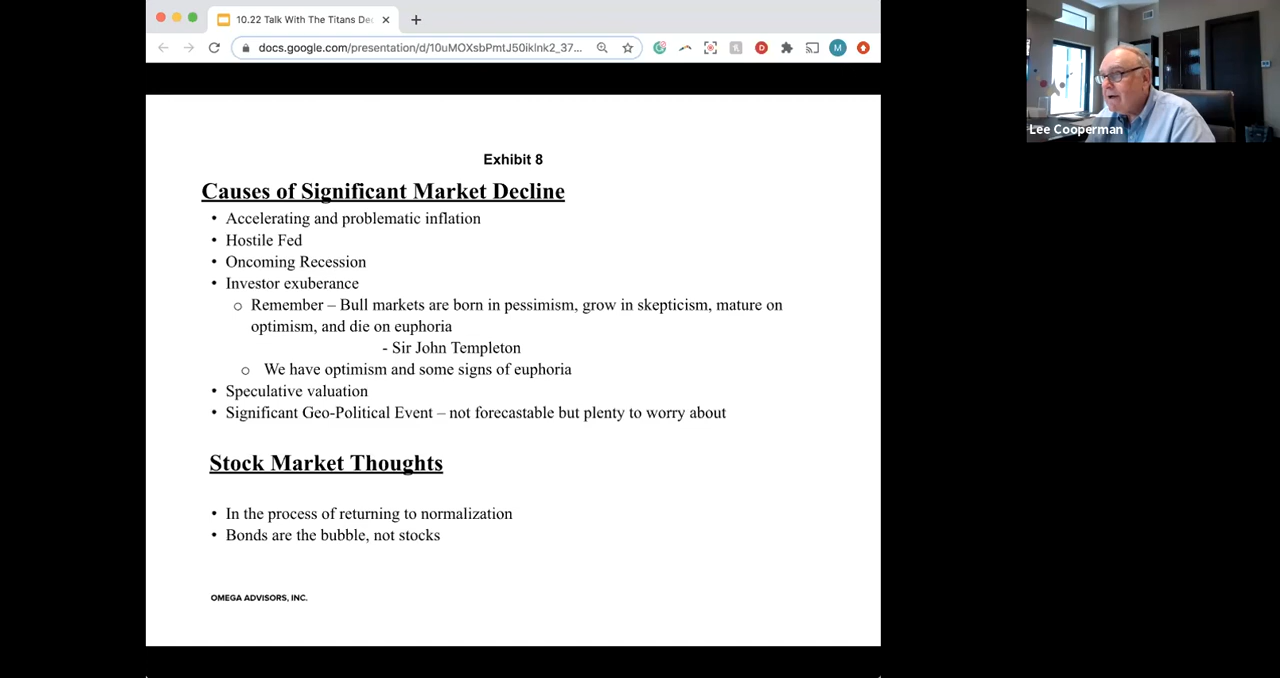 10.22 Talk With The Titans Dec
docs.google.com/presentation/d/10uMOXsbPmtJ50iklnk2_37...
M
Lee Cooperman
Exhibit 8
Causes of Significant Market Decline
• Accelerating and problematic inflation
• Hostile Fed
• Oncoming Recession
• Investor exuberance
o Remember – Bull markets are born in pessimism, grow in skepticism, mature on
optimism, and die on euphoria
- Sir John Templeton
o We have optimism and some signs of euphoria
• Speculative valuation
• Significant Geo-Political Event – not forecastable but plenty to worry about
Stock Market Thoughts
• In the process of returning to normalization
• Bonds are the bubble, not stocks
OMEGA ADVISORS, INC.